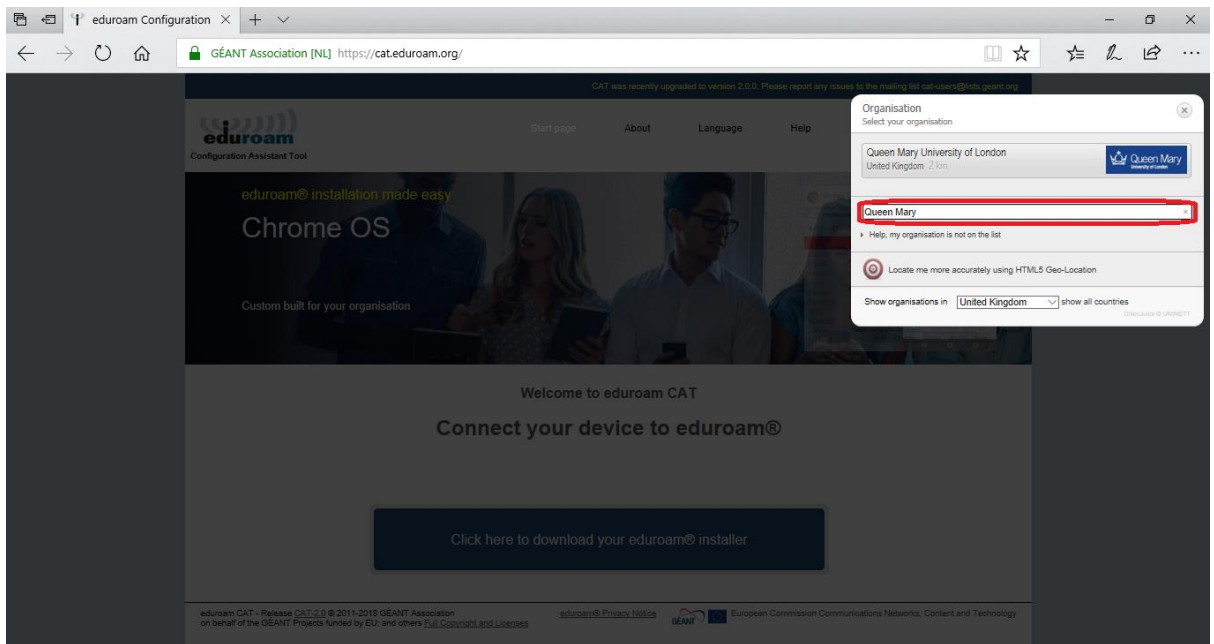 eduroam Configuration
GÉANT Association [NL] https://cat.eduroam.org/
CAT was recently upgraded to version 2.0.0. Please report any issues to the mailing list cat-users@lists.geant.org
eduroam
Configuration Assistant Tool
Start page About Language Help
eduroam® installation made easy:
Chrome OS
Custom built for your organisation
Organisation
Select your organisation
Queen Mary University of London
United Kingdom 2 km
Queen Mary
University of London
Queen Mary
Help, my organisation is not on the list
Locate me more accurately using HTML5 Geo-Location
Show organisations in United Kingdom show all countries
DiscoJuice © UNINETT
Welcome to eduroam CAT
Connect your device to eduroam®
Click here to download your eduroam® installer
eduroam CAT - Release CAT-2.0 © 2011-2018 GÉANT Association
on behalf of the GÉANT Projects funded by EU; and others Full Copyright and Licenses
eduroam® Privacy Notice
GÉANT
European Commission Communications Networks, Content and Technology